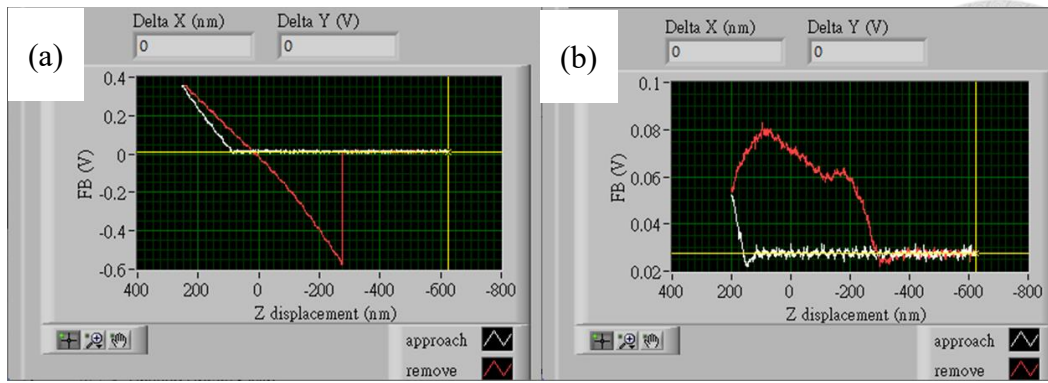 (a)
Delta X (nm) Delta Y (V)
0 0
FB (V)
0.4
0.2
0
-0.2
-0.4
-0.6
400 200 0 -200 -400 -600 -800
Z displacement (nm)
approach
remove
(b)
Delta X (nm) Delta Y (V)
0 0
FB (V)
0.1
0.08
0.06
0.04
0.02
400 200 0 -200 -400 -600 -800
Z displacement (nm)
approach
remove